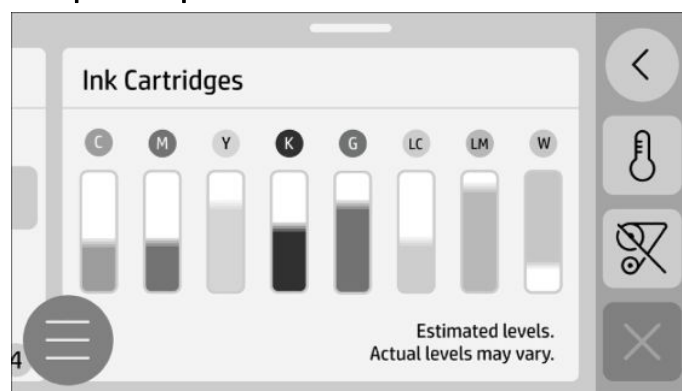 Ink Cartridges
C M Y K G LC LM W
Estimated levels.
Actual levels may vary.
4